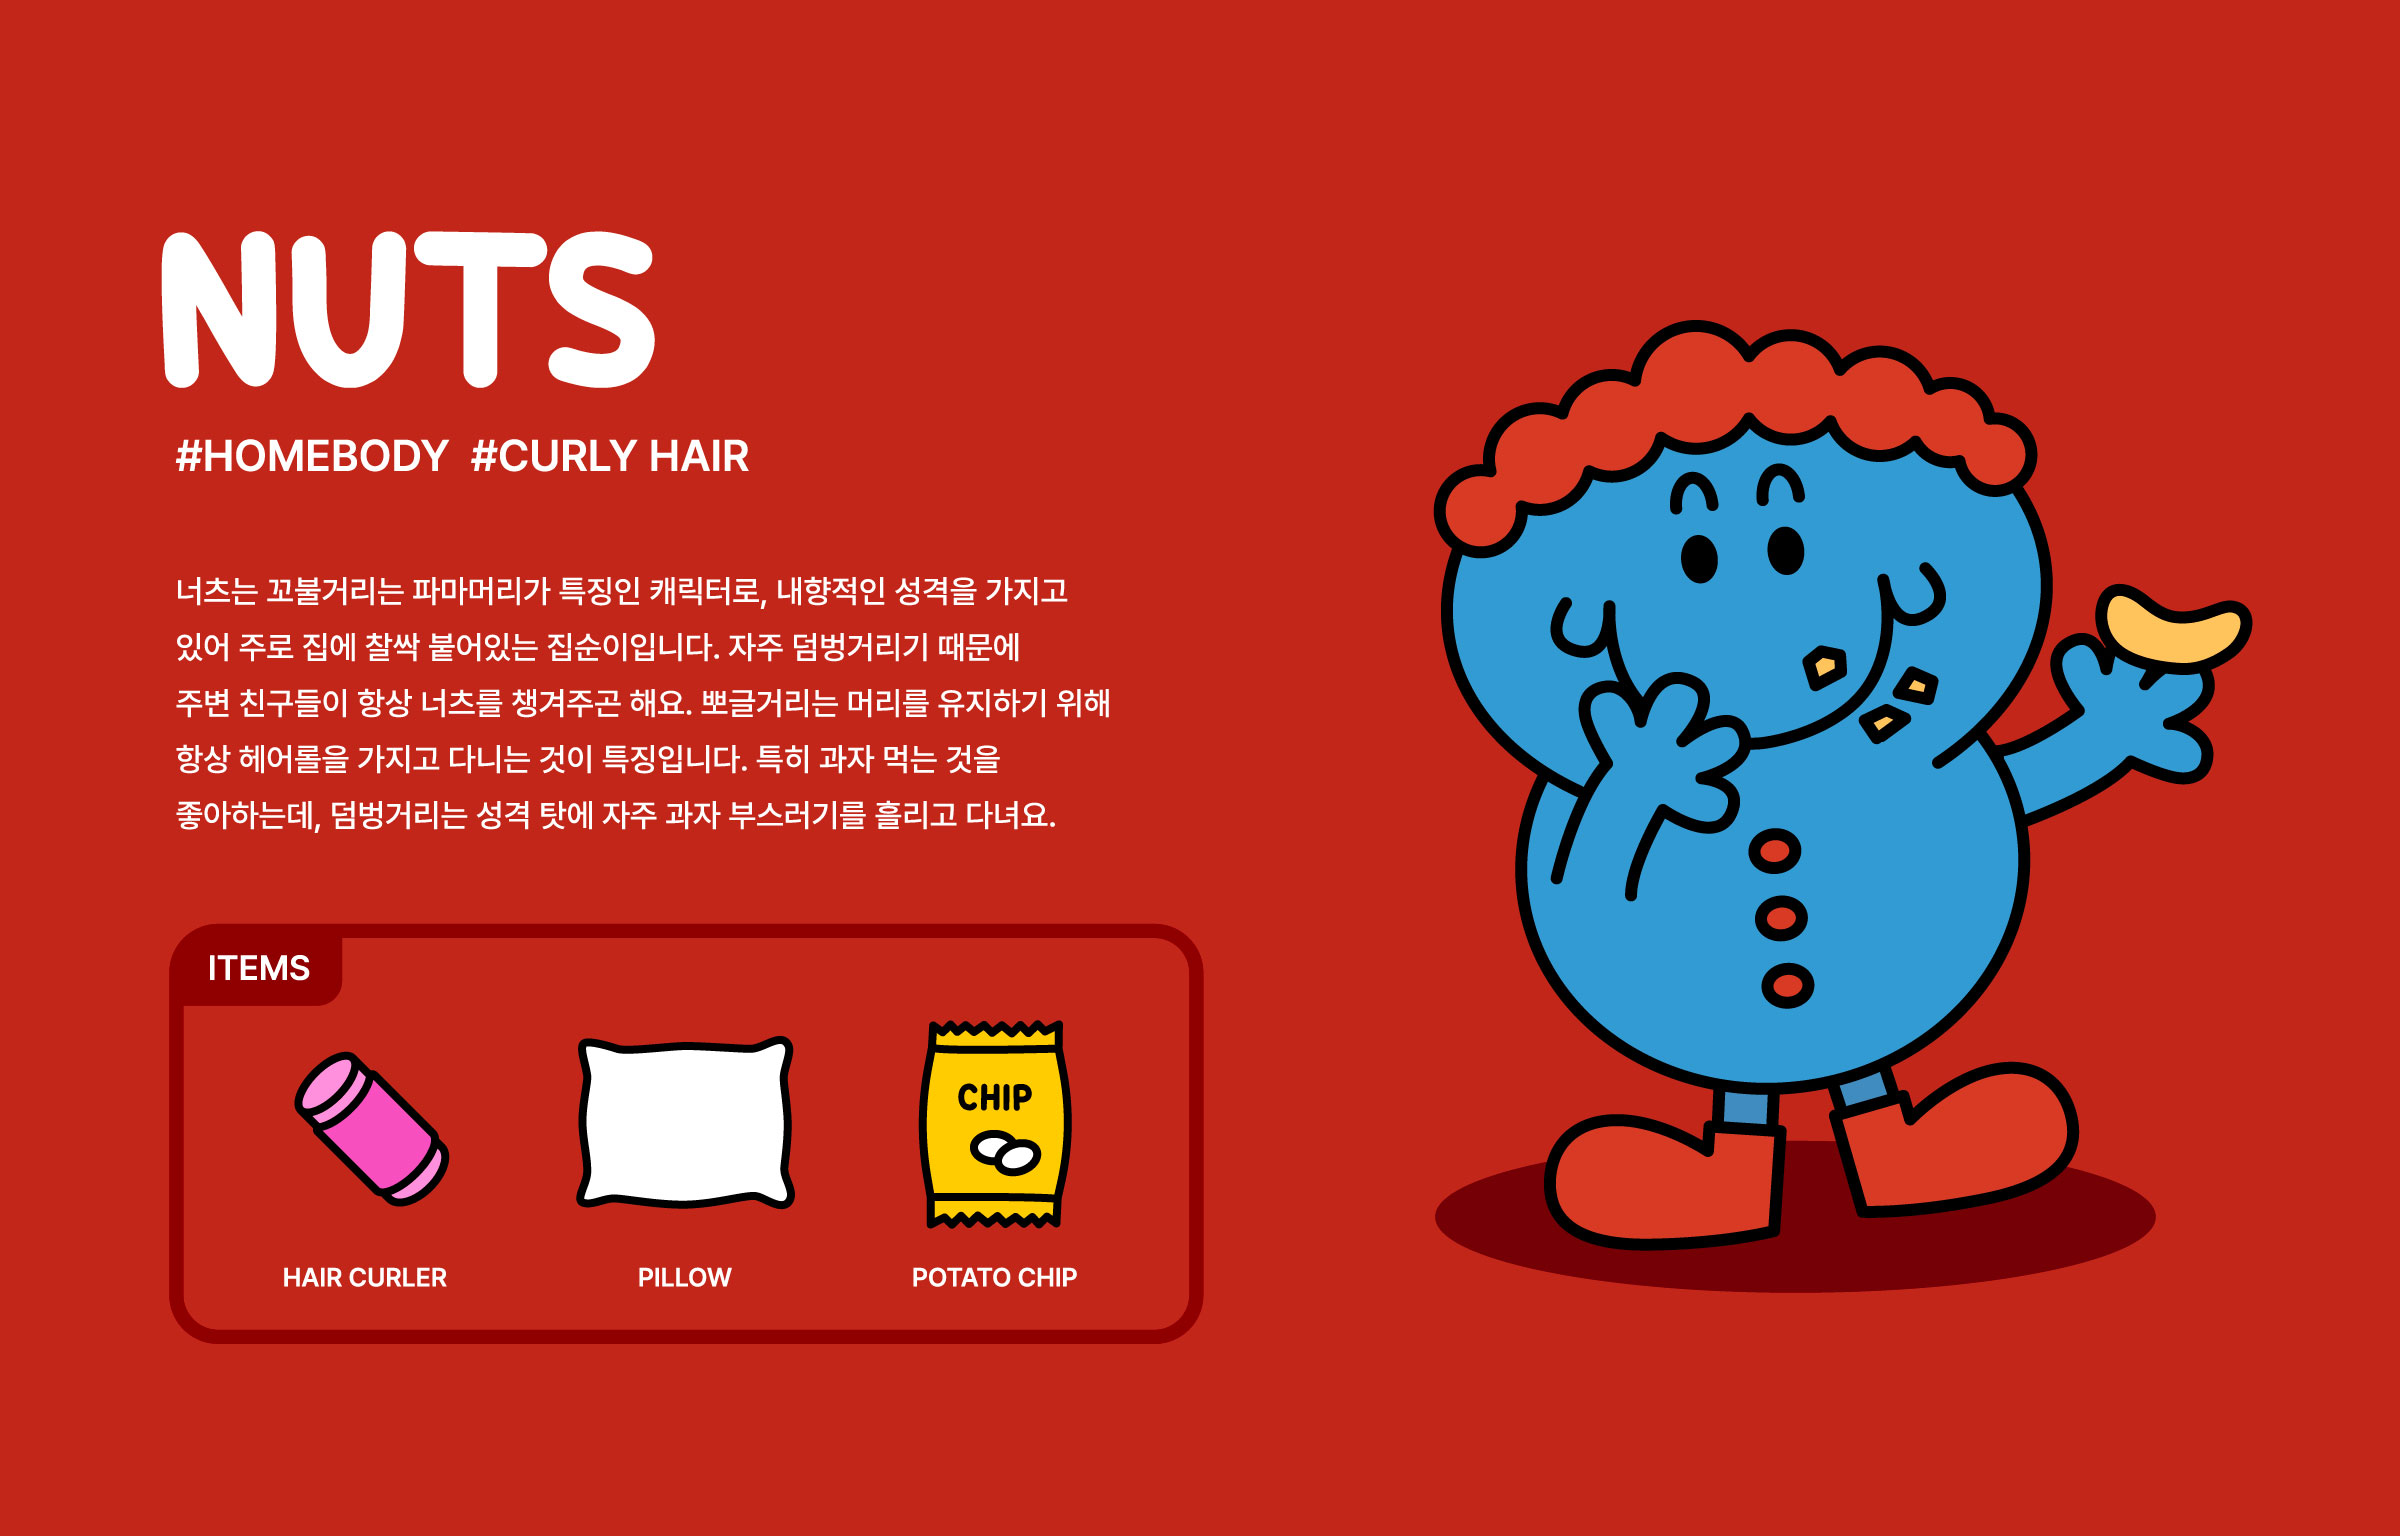 NUTS
#HOMEBODY #CURLY HAIR
너츠는 꼬불거리는 파마머리가 특징인 캐릭터로, 내향적인 성격을 가지고
있어 주로 집에 찰싹 붙어있는 집순이입니다. 자주 덤벙거리기 때문에
주변 친구들이 항상 너츠를 챙겨주곤 해요. 뽀글거리는 머리를 유지하기 위해
항상 헤어롤을 가지고 다니는 것이 특징입니다. 특히 과자 먹는 것을
좋아하는데, 덤벙거리는 성격 탓에 자주 과자 부스러기를 흘리고 다녀요.
ITEMS
CHIP
HAIR CURLER
PILLOW
POTATO CHIP